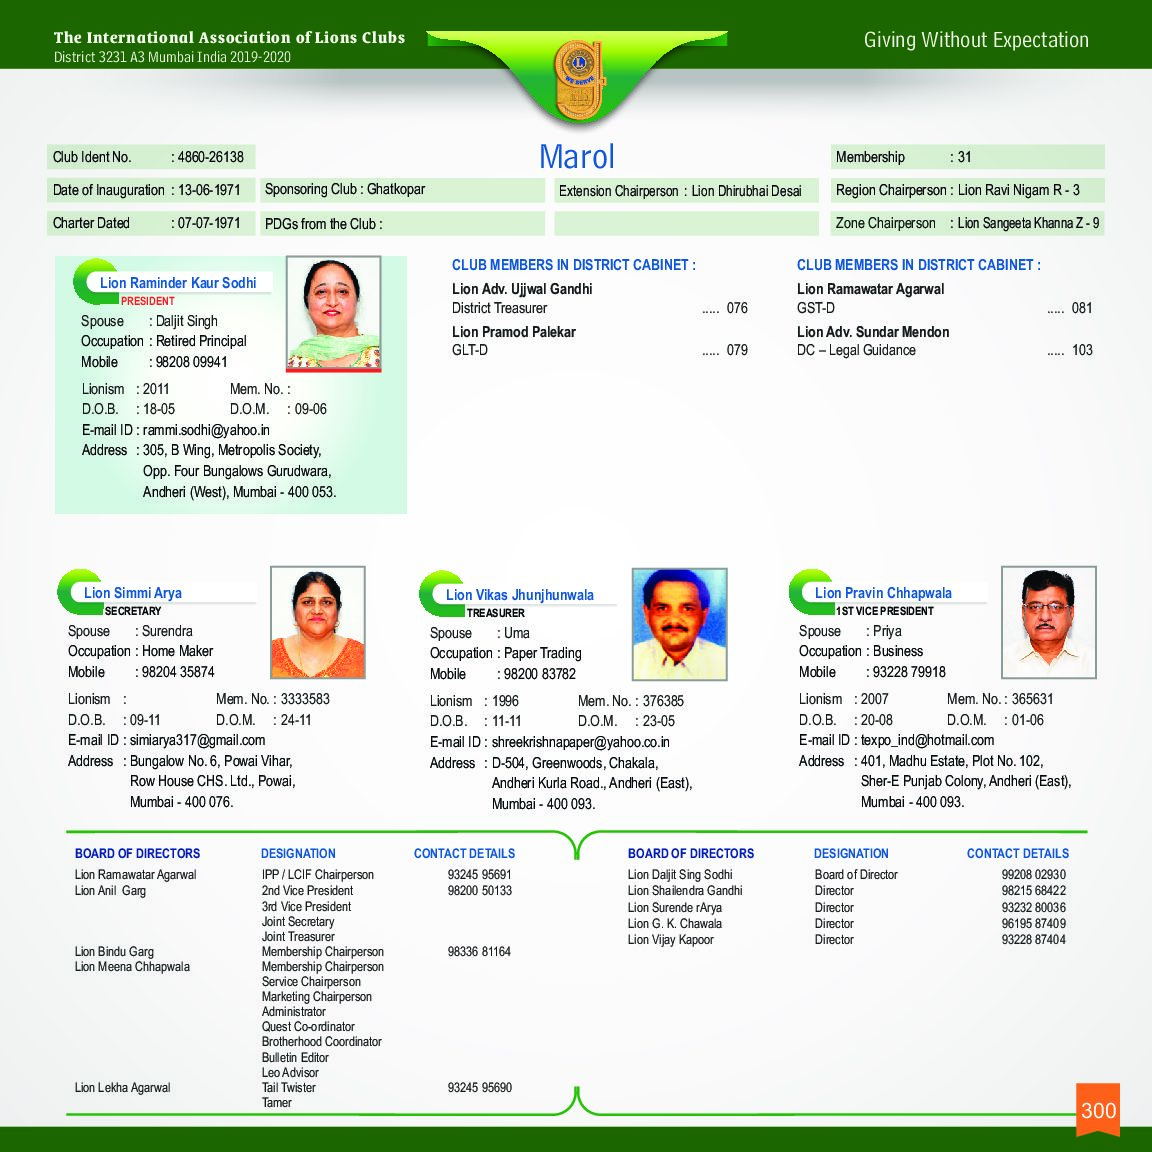 The International Association of Lions Clubs
District 3231 A3 Mumbai India 2019-2020
Giving Without Expectation
WE SERVE
Marol
Club Ident No. : 4860-26138
Membership : 31
Date of Inauguration : 13-06-1971
Sponsoring Club : Ghatkopar
Extension Chairperson : Lion Dhirubhai Desai
Region Chairperson : Lion Ravi Nigam R - 3
Charter Dated : 07-07-1971
PDGs from the Club :
Zone Chairperson : Lion Sangeeta Khanna Z - 9
Lion Raminder Kaur Sodhi
PRESIDENT
Spouse : Daljit Singh
Occupation : Retired Principal
Mobile : 98208 09941
Lionism : 2011 Mem. No. :
D.O.B. : 18-05 D.O.M. : 09-06
E-mail ID : rammi.sodhi@yahoo.in
Address : 305, B Wing, Metropolis Society,
Opp. Four Bungalows Gurudwara,
Andheri (West), Mumbai - 400 053.
CLUB MEMBERS IN DISTRICT CABINET :
Lion Adv. Ujjwal Gandhi
District Treasurer ..... 076
Lion Pramod Palekar
GLT-D ..... 079
CLUB MEMBERS IN DISTRICT CABINET :
Lion Ramawatar Agarwal
GST-D ..... 081
Lion Adv. Sundar Mendon
DC – Legal Guidance ..... 103
Lion Simmi Arya
SECRETARY
Spouse : Surendra
Occupation : Home Maker
Mobile : 98204 35874
Lionism : Mem. No. : 3333583
D.O.B. : 09-11 D.O.M. : 24-11
E-mail ID : simiarya317@gmail.com
Address : Bungalow No. 6, Powai Vihar,
Row House CHS. Ltd., Powai,
Mumbai - 400 076.
Lion Vikas Jhunjhunwala
TREASURER
Spouse : Uma
Occupation : Paper Trading
Mobile : 98200 83782
Lionism : 1996 Mem. No. : 376385
D.O.B. : 11-11 D.O.M. : 23-05
E-mail ID : shreekrishnapaper@yahoo.co.in
Address : D-504, Greenwoods, Chakala,
Andheri Kurla Road., Andheri (East),
Mumbai - 400 093.
Lion Pravin Chhapwala
1ST VICE PRESIDENT
Spouse : Priya
Occupation : Business
Mobile : 93228 79918
Lionism : 2007 Mem. No. : 365631
D.O.B. : 20-08 D.O.M. : 01-06
E-mail ID : texpo_ind@hotmail.com
Address : 401, Madhu Estate, Plot No. 102,
Sher-E Punjab Colony, Andheri (East),
Mumbai - 400 093.
BOARD OF DIRECTORS DESIGNATION CONTACT DETAILS
Lion Ramawatar Agarwal IPP / LCIF Chairperson 93245 95691
Lion Anil Garg 2nd Vice President 98200 50133
3rd Vice President
Joint Secretary
Joint Treasurer
Lion Bindu Garg Membership Chairperson 98336 81164
Lion Meena Chhapwala Membership Chairperson
Service Chairperson
Marketing Chairperson
Administrator
Quest Co-ordinator
Brotherhood Coordinator
Bulletin Editor
Leo Advisor
Lion Lekha Agarwal Tail Twister 93245 95690
Tamer
BOARD OF DIRECTORS DESIGNATION CONTACT DETAILS
Lion Daljit Sing Sodhi Board of Director 99208 02930
Lion Shailendra Gandhi Director 98215 68422
Lion Surende rArya Director 93232 80036
Lion G. K. Chawala Director 96195 87409
Lion Vijay Kapoor Director 93228 87404
300